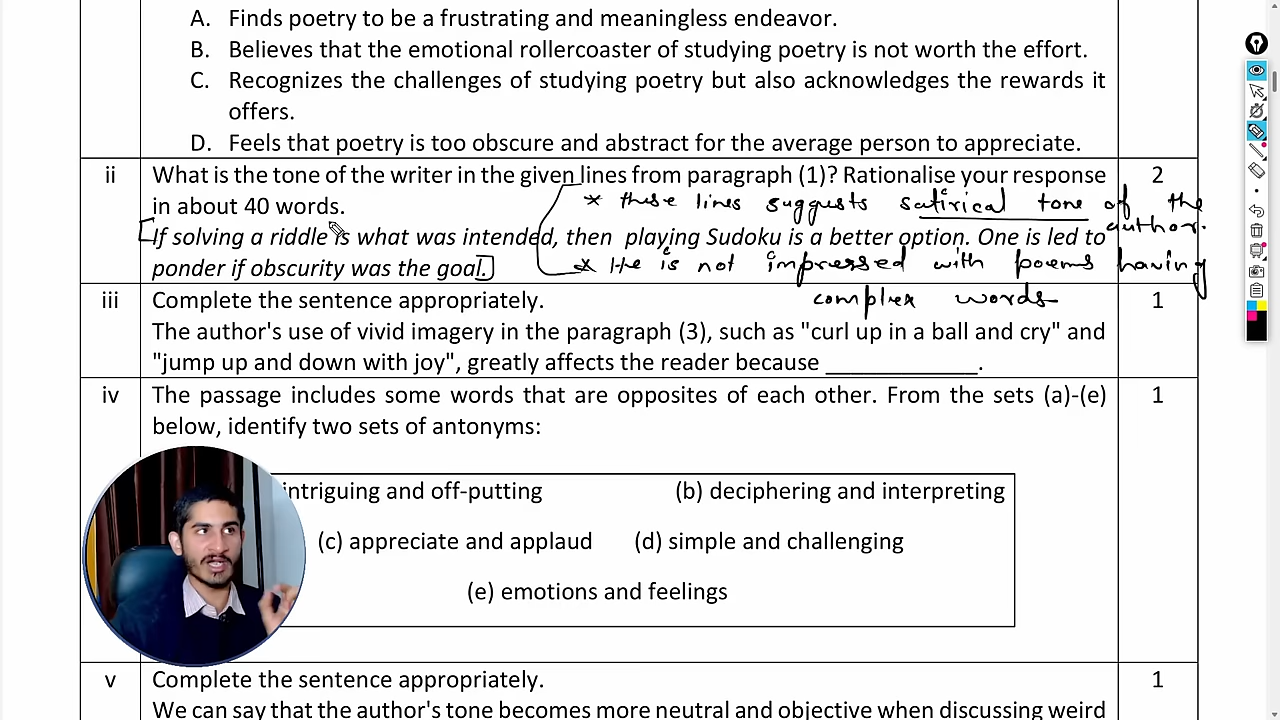 A. Finds poetry to be a frustrating and meaningless endeavor.
B. Believes that the emotional rollercoaster of studying poetry is not worth the effort.
C. Recognizes the challenges of studying poetry but also acknowledges the rewards it
offers.
D. Feels that poetry is too obscure and abstract for the average person to appreciate.
ii What is the tone of the writer in the given lines from paragraph (1)? Rationalise your response 2
in about 40 words.
* these lines suggests satirical tone of the
author.
If solving a riddle is what was intended, then playing Sudoku is a better option. One is led to
ponder if obscurity was the goal.
* He is not impressed with poems having
complex words
iii Complete the sentence appropriately. 1
The author's use of vivid imagery in the paragraph (3), such as "curl up in a ball and cry" and
"jump up and down with joy", greatly affects the reader because ____________.
iv The passage includes some words that are opposites of each other. From the sets (a)-(e) 1
below, identify two sets of antonyms:
intriguing and off-putting (b) deciphering and interpreting
(c) appreciate and applaud (d) simple and challenging
(e) emotions and feelings
v Complete the sentence appropriately. 1
We can say that the author's tone becomes more neutral and objective when discussing weird